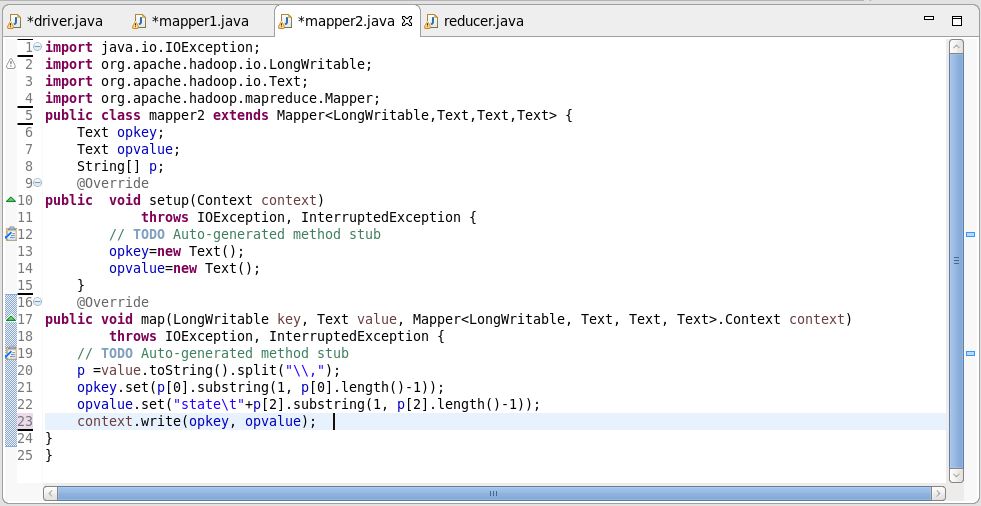 *driver.java *mapper1.java *mapper2.java reducer.java
1 import java.io.IOException;
2 import org.apache.hadoop.io.LongWritable;
3 import org.apache.hadoop.io.Text;
4 import org.apache.hadoop.mapreduce.Mapper;
5 public class mapper2 extends Mapper<LongWritable,Text,Text,Text> {
6     Text opkey;
7     Text opvalue;
8     String[] p;
9     @Override
10 public  void setup(Context context)
11             throws IOException, InterruptedException {
12         // TODO Auto-generated method stub
13         opkey=new Text();
14         opvalue=new Text();
15     }
16     @Override
17 public void map(LongWritable key, Text value, Mapper<LongWritable, Text, Text, Text>.Context context)
18         throws IOException, InterruptedException {
19     // TODO Auto-generated method stub
20     p =value.toString().split("\\,");
21     opkey.set(p[0].substring(1, p[0].length()-1));
22     opvalue.set("state\t"+p[2].substring(1, p[2].length()-1));
23     context.write(opkey, opvalue);
24 }
25 }